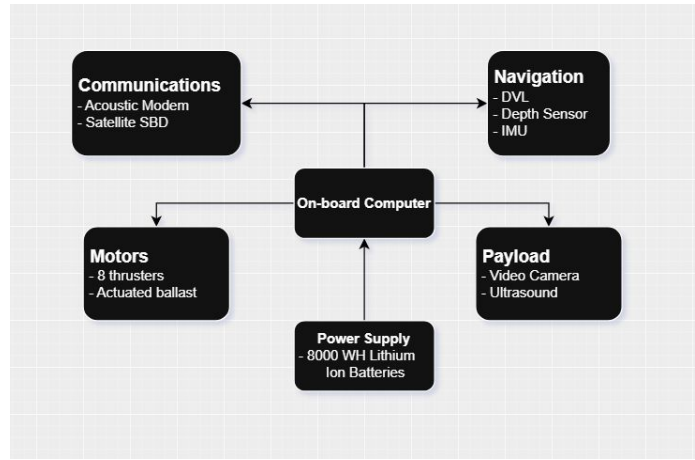 Communications
- Acoustic Modem
- Satellite SBD
Navigation
- DVL
- Depth Sensor
- IMU
On-board Computer
Motors
- 8 thrusters
- Actuated ballast
Payload
- Video Camera
- Ultrasound
Power Supply
- 8000 WH Lithium
Ion Batteries